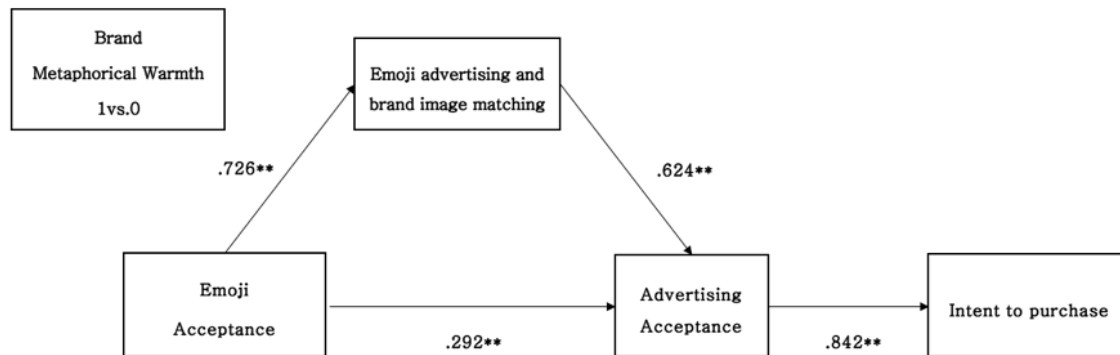 Brand
Metaphorical Warmth
1vs.0
Emoji advertising and
brand image matching
.726**
.624**
Emoji
Acceptance
.292**
Advertising
Acceptance
.842**
Intent to purchase